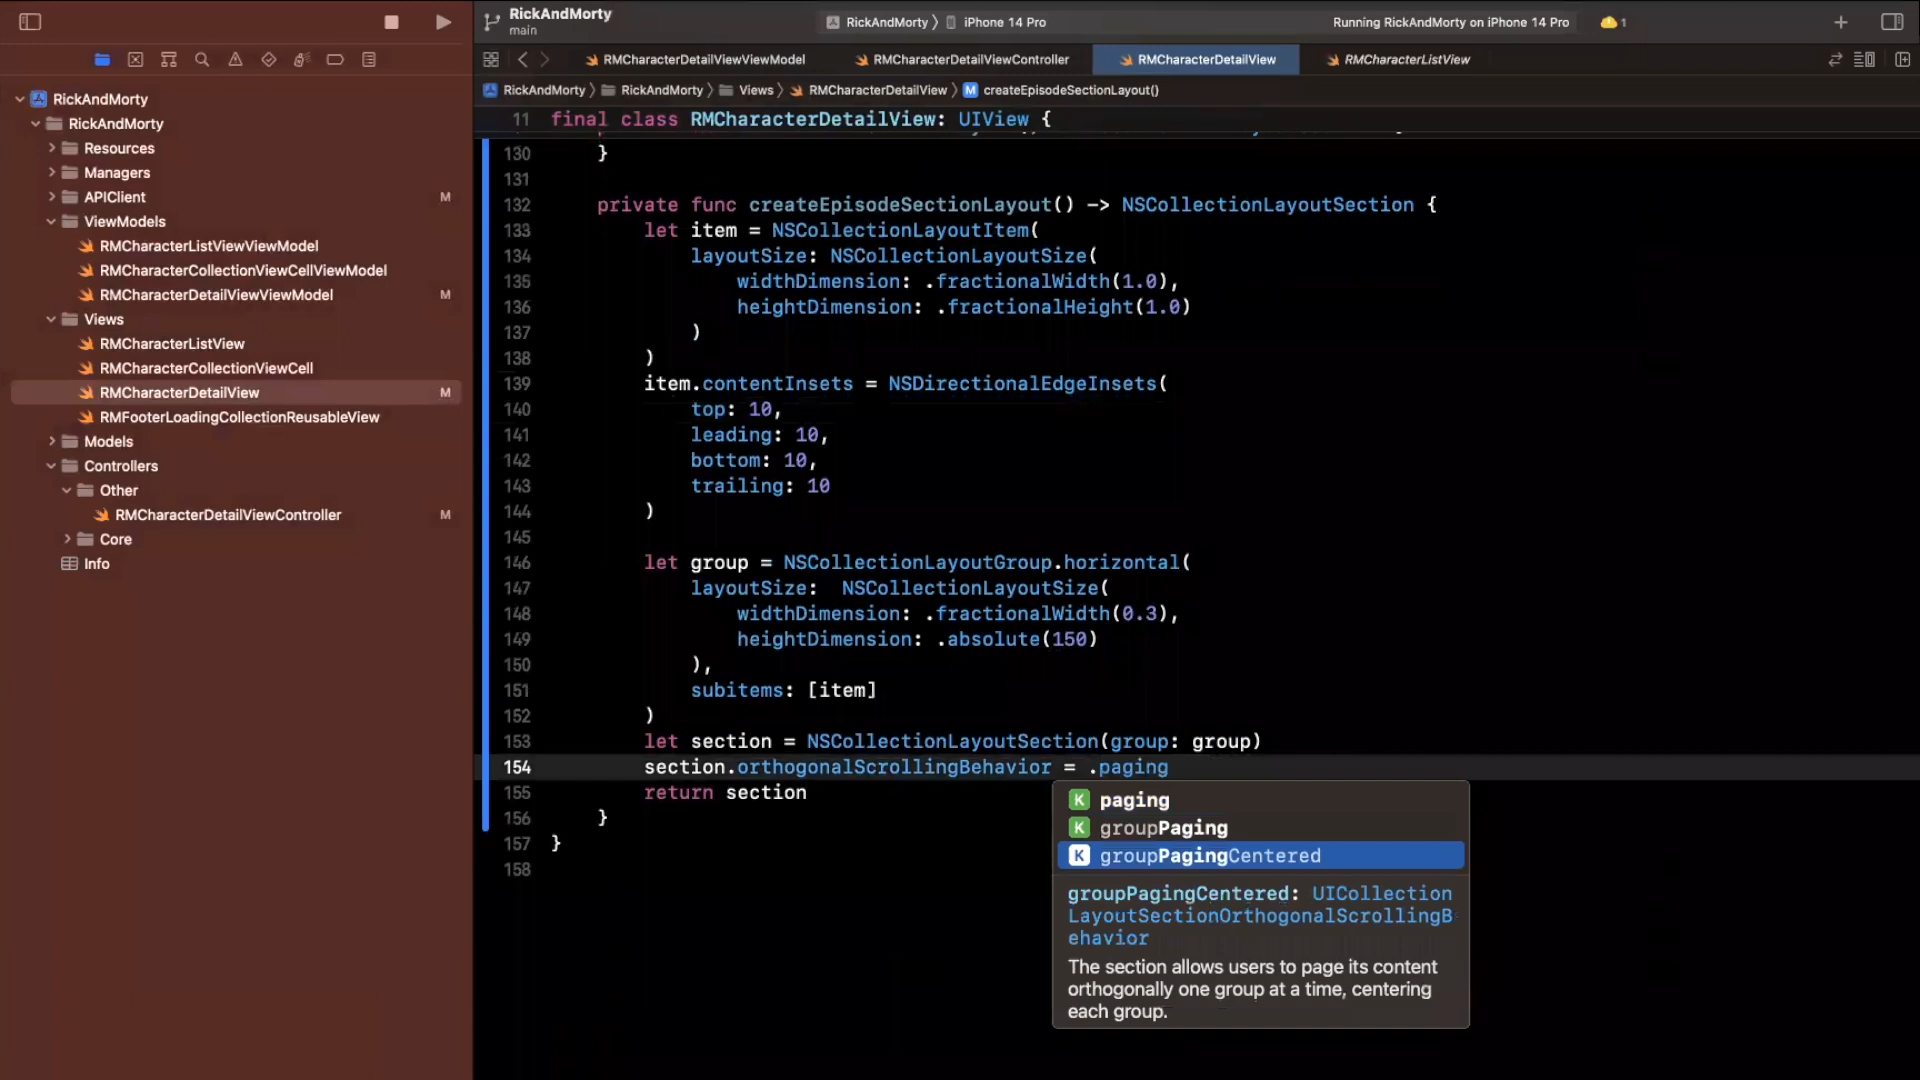 RickAndMorty
main
RickAndMorty
iPhone 14 Pro
Running RickAndMorty on iPhone 14 Pro
1
RMCharacterDetailViewViewModel
RMCharacterDetailViewController
RMCharacterDetailView
RMCharacterListView
RickAndMorty
RickAndMorty
Views
RMCharacterDetailView
M
createEpisodeSectionLayout()
RickAndMorty
RickAndMorty
Resources
Managers
APIClient M
ViewModels
RMCharacterListViewViewModel
RMCharacterCollectionViewCellViewModel
RMCharacterDetailViewViewModel M
Views
RMCharacterListView
RMCharacterCollectionViewCell
RMCharacterDetailView M
RMFooterLoadingCollectionReusableView
Models
Controllers
Other
RMCharacterDetailViewController M
Core
Info
11 final class RMCharacterDetailView: UIView {
130 }
131
132 private func createEpisodeSectionLayout() -> NSCollectionLayoutSection {
133 let item = NSCollectionLayoutItem(
134 layoutSize: NSCollectionLayoutSize(
135 widthDimension: .fractionalWidth(1.0),
136 heightDimension: .fractionalHeight(1.0)
137 )
138 )
139 item.contentInsets = NSDirectionalEdgeInsets(
140 top: 10,
141 leading: 10,
142 bottom: 10,
143 trailing: 10
144 )
145
146 let group = NSCollectionLayoutGroup.horizontal(
147 layoutSize:  NSCollectionLayoutSize(
148 widthDimension: .fractionalWidth(0.3),
149 heightDimension: .absolute(150)
150 ),
151 subitems: [item]
152 )
153 let section = NSCollectionLayoutSection(group: group)
154 section.orthogonalScrollingBehavior = .paging
155 return section
156 }
157 }
158
K paging
K groupPaging
K groupPagingCentered
groupPagingCentered: UICollection
LayoutSectionOrthogonalScrollingB
ehavior
The section allows users to page its content
orthogonally one group at a time, centering
each group.